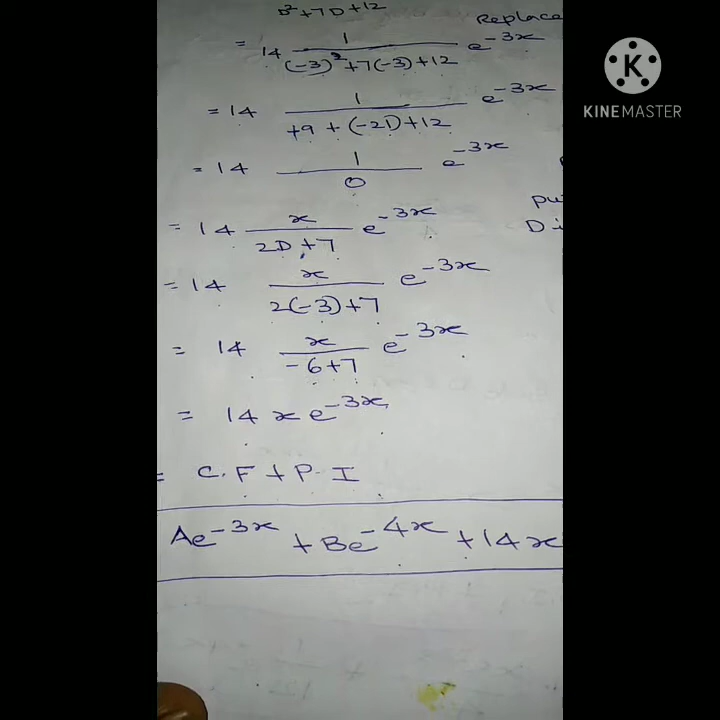 D²+7D+12
Replace
= 14 1/((-3)²+7(-3)+12) e^-3x
= 14 1/(+9+(-21)+12) e^-3x
= 14 1/0 e^-3x
pu
= 14 x/(2D+7) e^-3x
Di
= 14 x/(2(-3)+7) e^-3x
= 14 x/(-6+7) e^-3x
= 14 x e^-3x
= C.F + P.I
Ae^-3x + Be^-4x + 14x
KINEMASTER